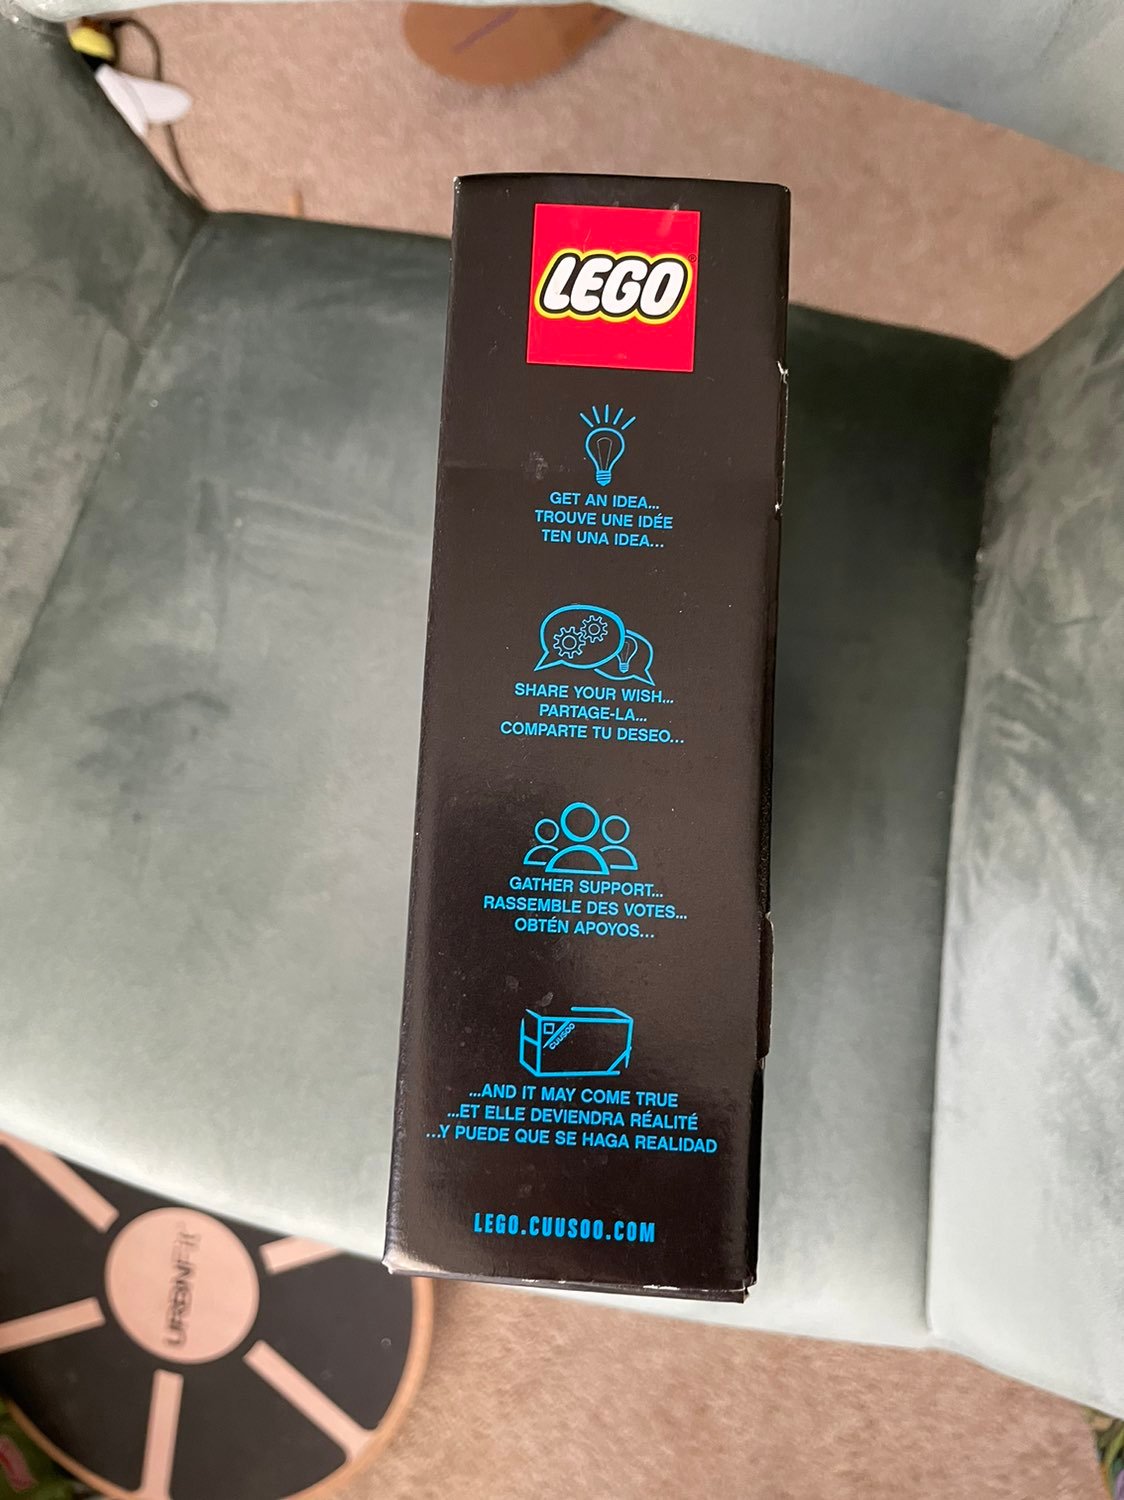 LEGO
GET AN IDEA...
TROUVE UNE IDÉE
TEN UNA IDEA...
SHARE YOUR WISH...
PARTAGE-LA...
COMPARTE TU DESEO...
GATHER SUPPORT...
RASSEMBLE DES VOTES...
OBTÉN APOYOS...
CUUSOO
...AND IT MAY COME TRUE
...ET ELLE DEVIENDRA RÉALITÉ
...Y PUEDE QUE SE HAGA REALIDAD
LEGO.CUUSOO.COM